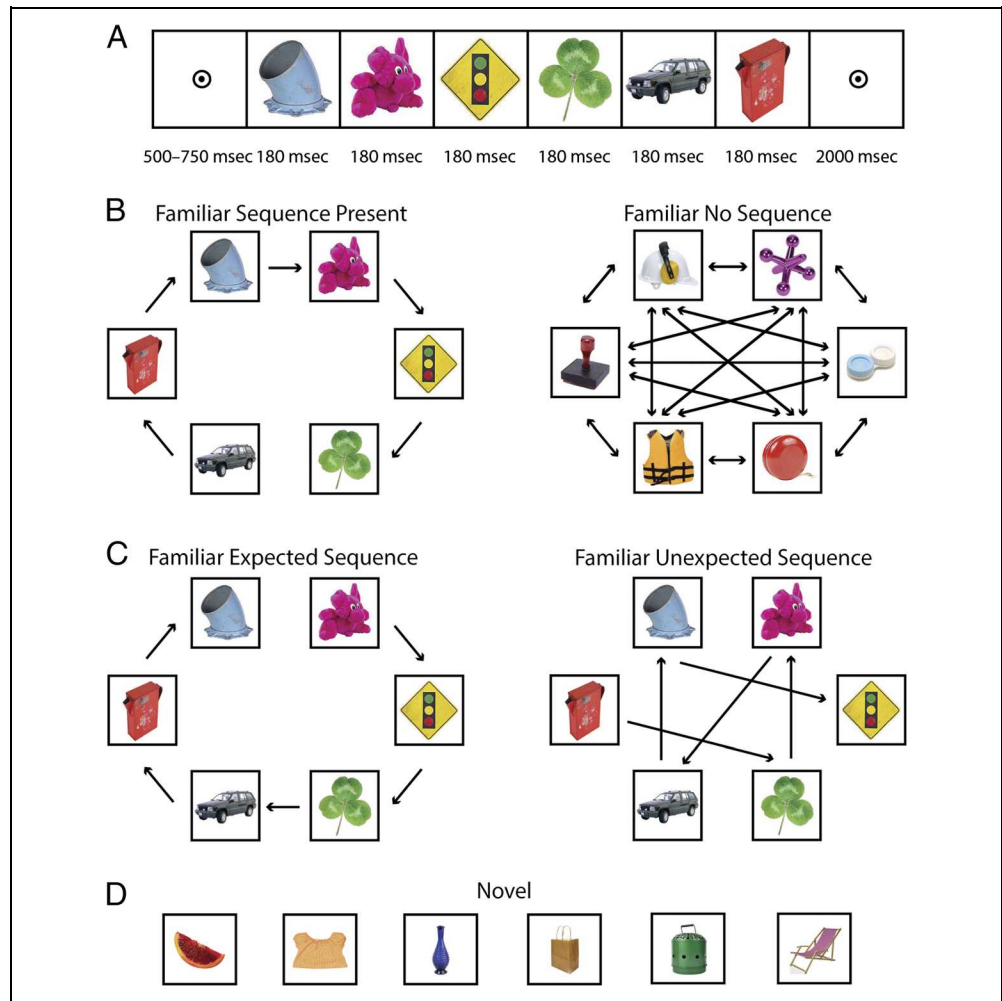 A
500–750 msec 180 msec 180 msec 180 msec 180 msec 180 msec 180 msec 2000 msec
B
Familiar Sequence Present Familiar No Sequence
C
Familiar Expected Sequence Familiar Unexpected Sequence
D
Novel